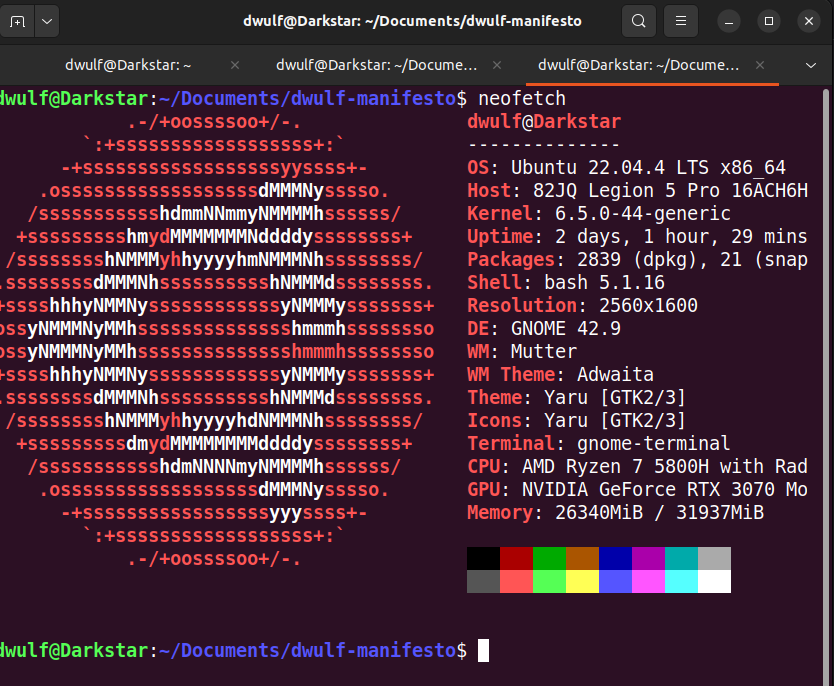 dwulf@Darkstar: ~/Documents/dwulf-manifesto
dwulf@Darkstar: ~
dwulf@Darkstar: ~/Docume...
dwulf@Darkstar: ~/Docume...
dwulf@Darkstar:~/Documents/dwulf-manifesto$ neofetch
.-/+oossssoo+/-. dwulf@Darkstar
`:+ssssssssssssssssss+:` --------------
-+ssssssssssssssssssyyssss+- OS: Ubuntu 22.04.4 LTS x86_64
.ossssssssssssssssssdMMMNysssso. Host: 82JQ Legion 5 Pro 16ACH6H
/ssssssssssshdmmNNmmyNMMMMhssssss/ Kernel: 6.5.0-44-generic
+ssssssssshmydMMMMMMMNddddyssssssss+ Uptime: 2 days, 1 hour, 29 mins
/sssssssshNMMMyhhyyyyhmNMMMNhssssssss/ Packages: 2839 (dpkg), 21 (snap
.ssssssssdMMMNhsssssssssshNMMMdssssssss. Shell: bash 5.1.16
+sssshhhyNMMNyssssssssssssyNMMMysssssss+ Resolution: 2560x1600
ossyNMMMNyMMhsssssssssssssshmmmhssssssso DE: GNOME 42.9
ossyNMMMNyMMhsssssssssssssshmmmhssssssso WM: Mutter
+sssshhhyNMMNyssssssssssssyNMMMysssssss+ WM Theme: Adwaita
.ssssssssdMMMNhsssssssssshNMMMdssssssss. Theme: Yaru [GTK2/3]
/sssssssshNMMMyhhyyyyhdNMMMNhssssssss/ Icons: Yaru [GTK2/3]
+sssssssssdmydMMMMMMMMddddyssssssss+ Terminal: gnome-terminal
/ssssssssssshdmNNNNmyNMMMMhssssss/ CPU: AMD Ryzen 7 5800H with Rad
.ossssssssssssssssssdMMMNysssso. GPU: NVIDIA GeForce RTX 3070 Mo
-+sssssssssssssssssyyyssss+- Memory: 26340MiB / 31937MiB
`:+ssssssssssssssssss+:`
.-/+oossssoo+/-.
dwulf@Darkstar:~/Documents/dwulf-manifesto$